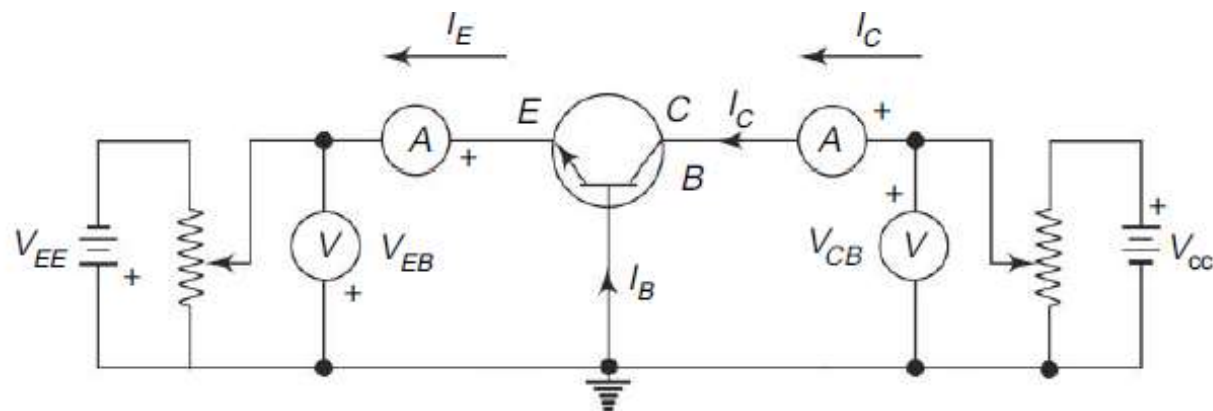 I_E I_C
E C I_C +
A + B A
V_EE + V V_EB + I_B V_CB + V + V_cc